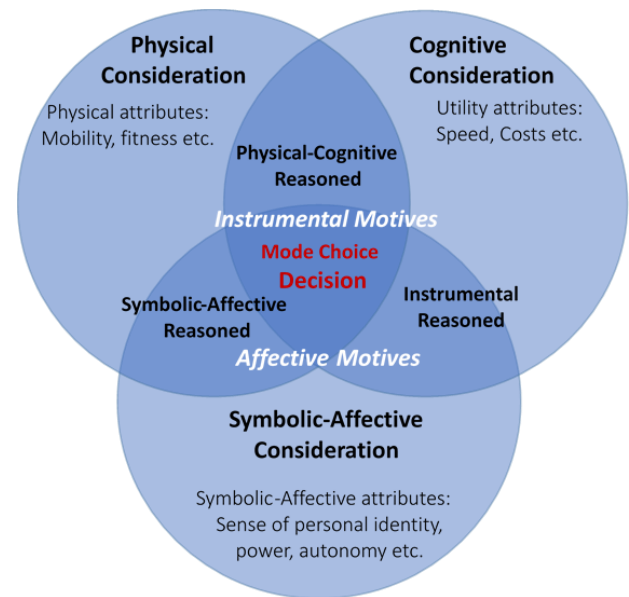 Physical
Consideration
Physical attributes:
Mobility, fitness etc.
Cognitive
Consideration
Utility attributes:
Speed, Costs etc.
Physical-Cognitive
Reasoned
Instrumental Motives
Mode Choice
Decision
Symbolic-Affective
Reasoned
Instrumental
Reasoned
Affective Motives
Symbolic-Affective
Consideration
Symbolic-Affective attributes:
Sense of personal identity,
power, autonomy etc.